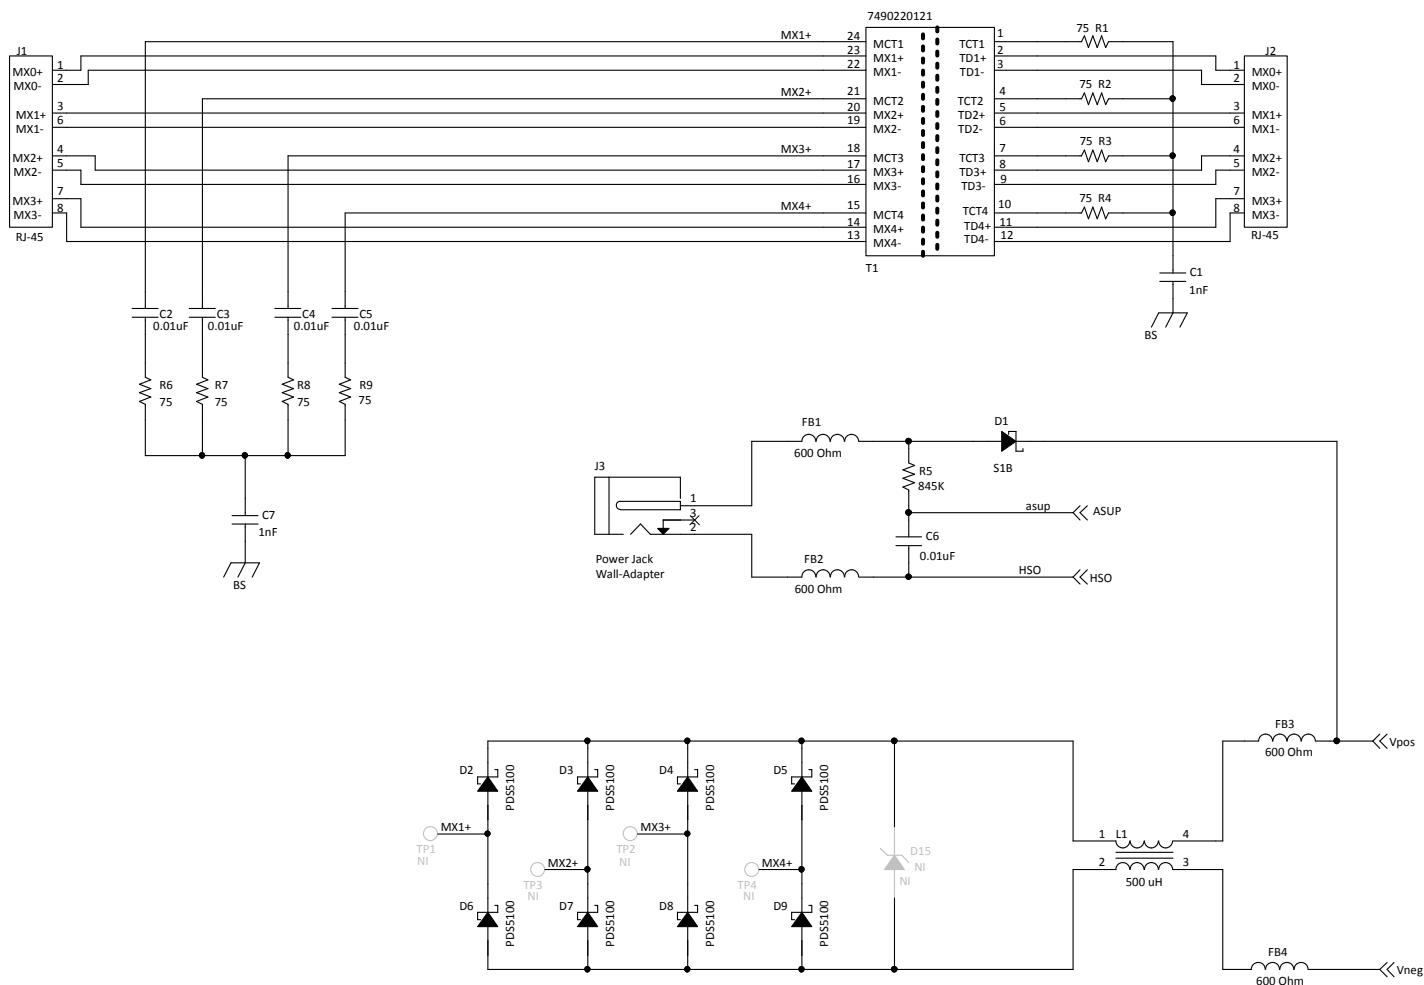 7490220121
J1
1
MX0+
2
MX0-
3
MX1+
6
MX1-
4
MX2+
5
MX2-
7
MX3+
8
MX3-
RJ-45
MX1+
MX2+
MX3+
MX4+
24
23
22
21
20
19
18
17
16
15
14
13
MCT1
MX1+
MX1-
MCT2
MX2+
MX2-
MCT3
MX3+
MX3-
MCT4
MX4+
MX4-
TCT1
TD1+
TD1-
TCT2
TD2+
TD2-
TCT3
TD3+
TD3-
TCT4
TD4+
TD4-
T1
1
2
3
4
5
6
7
8
9
10
11
12
75 R1
75 R2
75 R3
75 R4
J2
1
MX0+
2
MX0-
3
MX1+
6
MX1-
4
MX2+
5
MX2-
7
MX3+
8
MX3-
RJ-45
C1
1nF
BS
C2
0.01uF
C3
0.01uF
C4
0.01uF
C5
0.01uF
R6
75
R7
75
R8
75
R9
75
C7
1nF
BS
J3
1
3
2
Power Jack
Wall-Adapter
FB1
600 Ohm
D1
S1B
R5
845K
asup
ASUP
C6
0.01uF
FB2
600 Ohm
HSO
HSO
FB3
600 Ohm
Vpos
D2
PDS5100
D3
PDS5100
D4
PDS5100
D5
PDS5100
MX1+
TP1
NI
MX3+
TP2
NI
MX2+
TP3
NI
MX4+
TP4
NI
D15
NI
NI
1
L1
4
2
3
500 uH
D6
PDS5100
D7
PDS5100
D8
PDS5100
D9
PDS5100
FB4
600 Ohm
Vneg